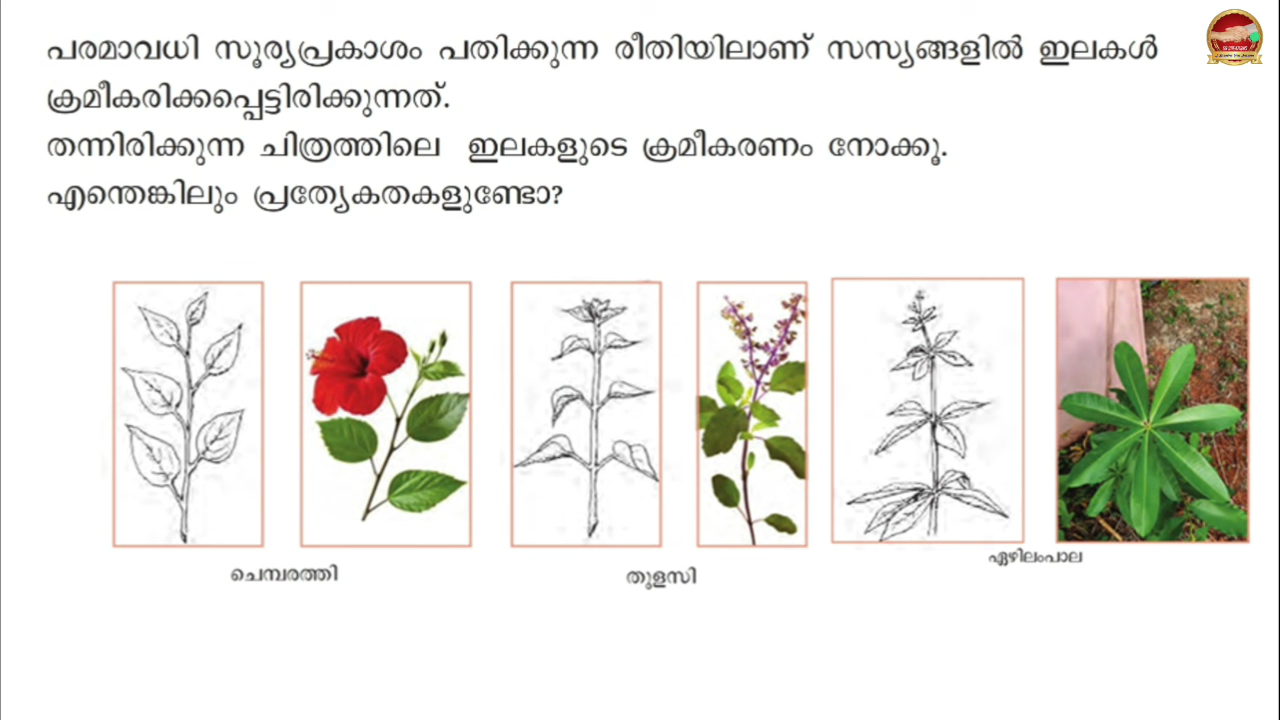 പരമാവധി സൂര്യപ്രകാശം പതിക്കുന്ന രീതിയിലാണ് സസ്യങ്ങളിൽ ഇലകൾ
ക്രമീകരിക്കപ്പെട്ടിരിക്കുന്നത്.
തന്നിരിക്കുന്ന ചിത്രത്തിലെ ഇലകളുടെ ക്രമീകരണം നോക്കൂ.
എന്തെങ്കിലും പ്രത്യേകതകളുണ്ടോ?
ചെമ്പരത്തി
തുളസി
ഏഴിലംപാല